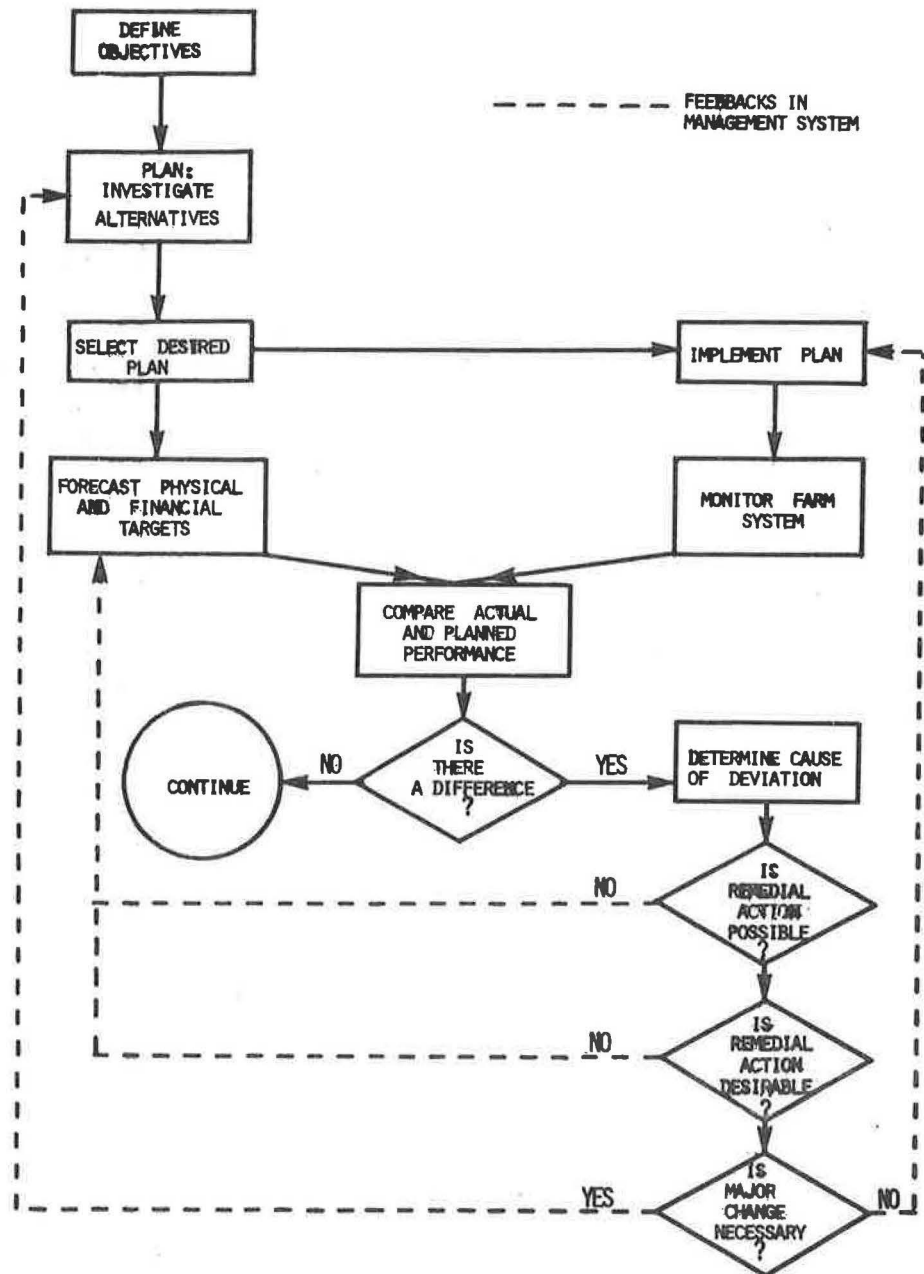 DEFINE
OBJECTIVES
FEEDBACKS IN
MANAGEMENT SYSTEM
PLAN:
INVESTIGATE
ALTERNATIVES
SELECT DESIRED
PLAN
IMPLEMENT PLAN
FORECAST PHYSICAL
AND FINANCIAL
TARGETS
MONITOR FARM
SYSTEM
COMPARE ACTUAL
AND PLANNED
PERFORMANCE
IS
THERE
A DIFFERENCE
?
NO
YES
CONTINUE
DETERMINE CAUSE
OF DEVIATION
IS
REMEDIAL
ACTION
POSSIBLE
?
NO
IS
REMEDIAL
ACTION
DESIRABLE
?
NO
IS
MAJOR
CHANGE
NECESSARY
?
YES
NO